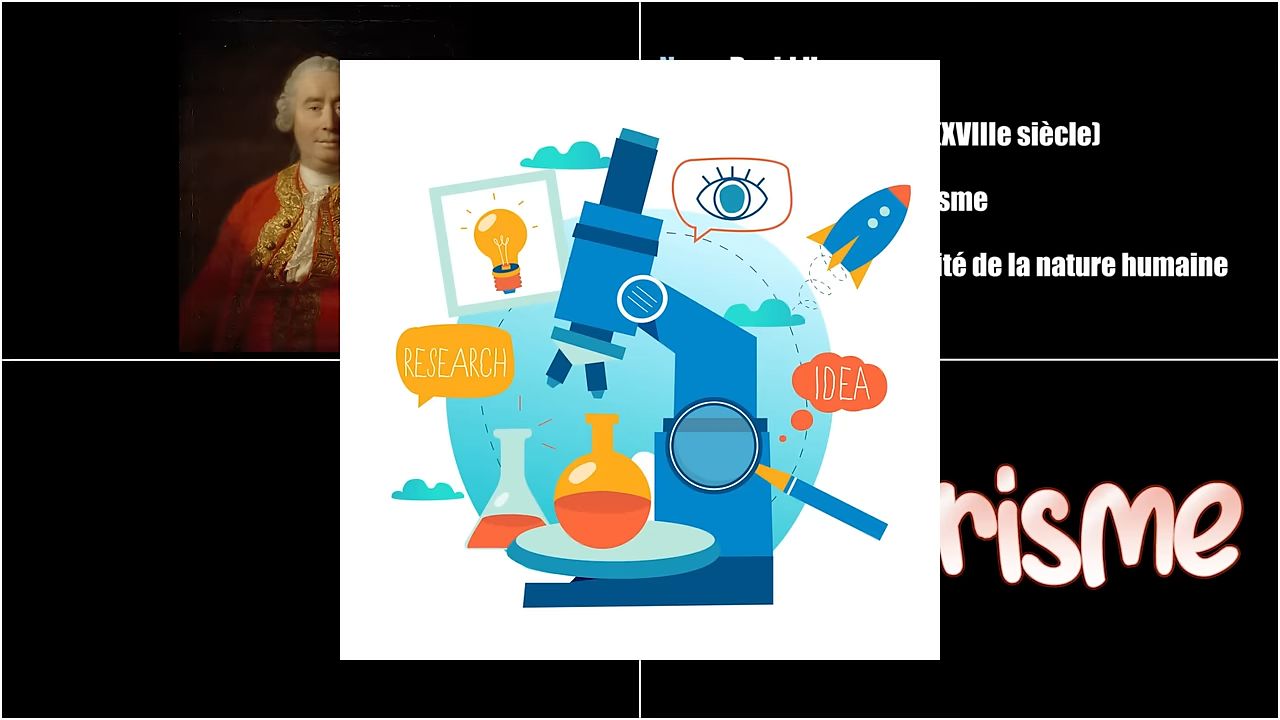 XVIIIe siècle)
sme
ité de la nature humaine
RESEARCH
IDEA
risme